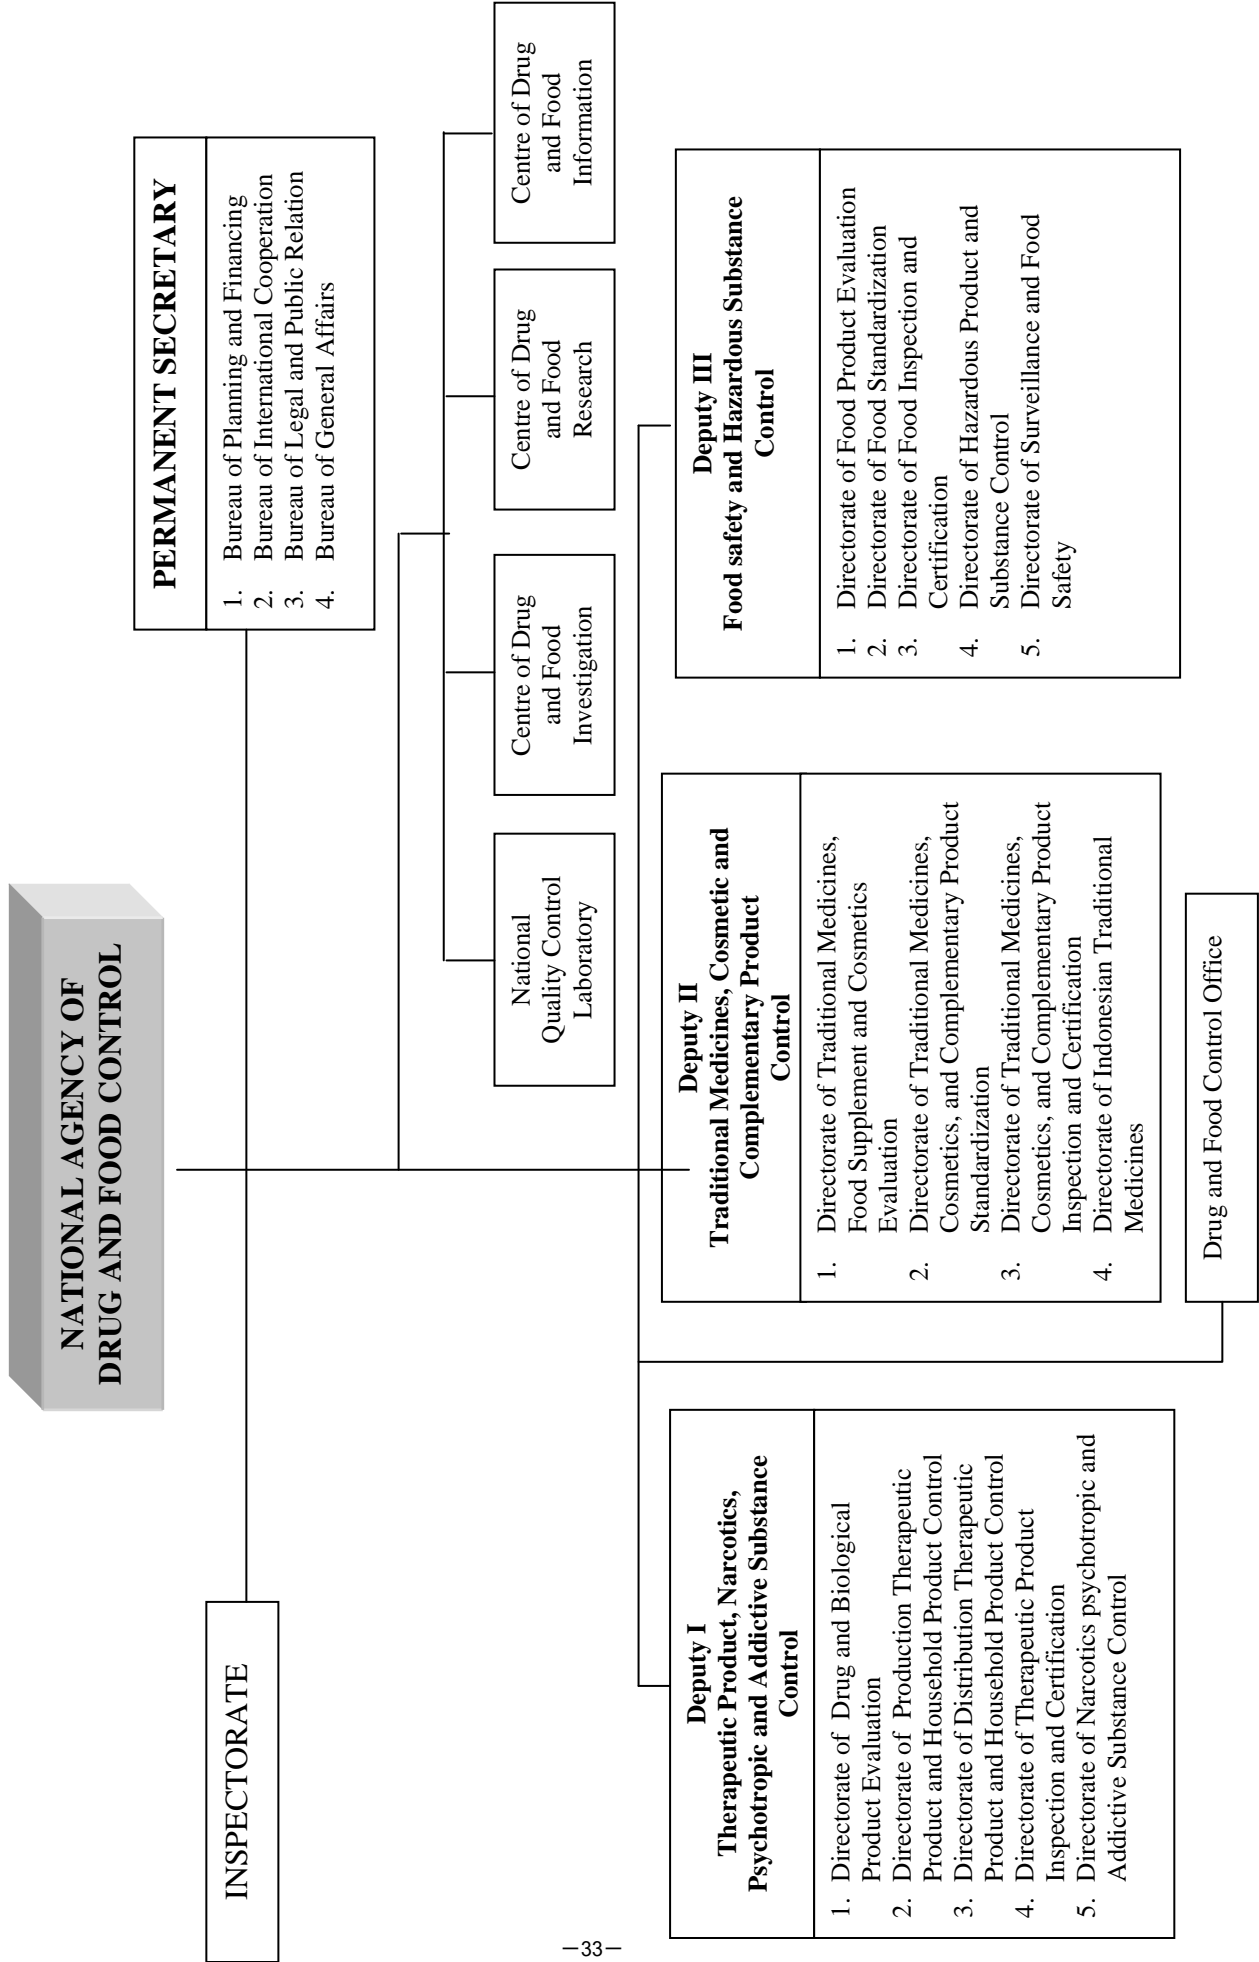 NATIONAL AGENCY OF
DRUG AND FOOD CONTROL
INSPECTORATE
PERMANENT SECRETARY
1. Bureau of Planning and Financing
2. Bureau of International Cooperation
3. Bureau of Legal and Public Relation
4. Bureau of General Affairs
National
Quality Control
Laboratory
Centre of Drug
and Food
Investigation
Centre of Drug
and Food
Research
Centre of Drug
and Food
Information
Deputy I
Therapeutic Product, Narcotics,
Psychotropic and Addictive Substance
Control
1. Directorate of Drug and Biological
Product Evaluation
2. Directorate of Production Therapeutic
Product and Household Product Control
3. Directorate of Distribution Therapeutic
Product and Household Product Control
4. Directorate of Therapeutic Product
Inspection and Certification
5. Directorate of Narcotics psychotropic and
Addictive Substance Control
Deputy II
Traditional Medicines, Cosmetic and
Complementary Product
Control
1. Directorate of Traditional Medicines,
Food Supplement and Cosmetics
Evaluation
2. Directorate of Traditional Medicines,
Cosmetics, and Complementary Product
Standardization
3. Directorate of Traditional Medicines,
Cosmetics, and Complementary Product
Inspection and Certification
4. Directorate of Indonesian Traditional
Medicines
Deputy III
Food safety and Hazardous Substance
Control
1. Directorate of Food Product Evaluation
2. Directorate of Food Standardization
3. Directorate of Food Inspection and
Certification
4. Directorate of Hazardous Product and
Substance Control
5. Directorate of Surveillance and Food
Safety
Drug and Food Control Office
－33－